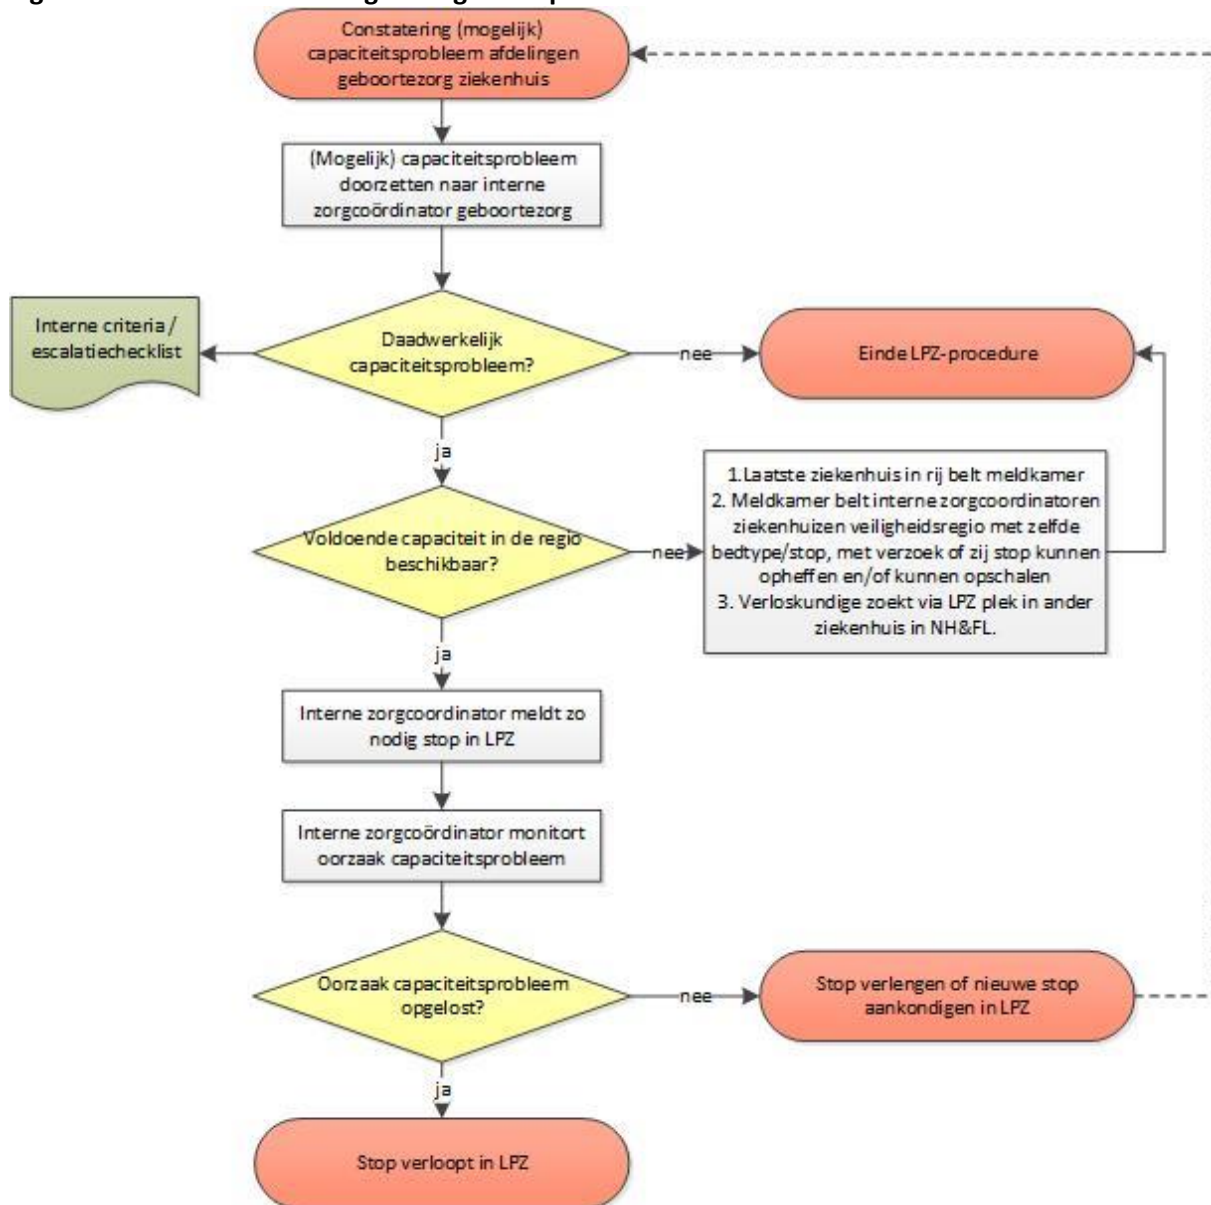 Constatering (mogelijk)
capaciteitsprobleem afdelingen
geboortezorg ziekenhuis
(Mogelijk) capaciteitsprobleem
doorzetten naar interne
zorgcoördinator geboortezorg
Interne criteria /
escalatiechecklist
Daadwerkelijk
capaciteitsprobleem?
nee
Einde LPZ-procedure
ja
Voldoende capaciteit in de regio
beschikbaar?
nee
1.Laatste ziekenhuis in rij belt meldkamer
2. Meldkamer belt interne zorgcoordinatoren
ziekenhuizen veiligheidsregio met zelfde
bedtype/stop, met verzoek of zij stop kunnen
opheffen en/of kunnen opschalen
3. Verloskundige zoekt via LPZ plek in ander
ziekenhuis in NH&FL.
ja
Interne zorgcoordinator meldt zo
nodig stop in LPZ
Interne zorgcoördinator monitort
oorzaak capaciteitsprobleem
Oorzaak capaciteitsprobleem
opgelost?
nee
Stop verlengen of nieuwe stop
aankondigen in LPZ
ja
Stop verloopt in LPZ